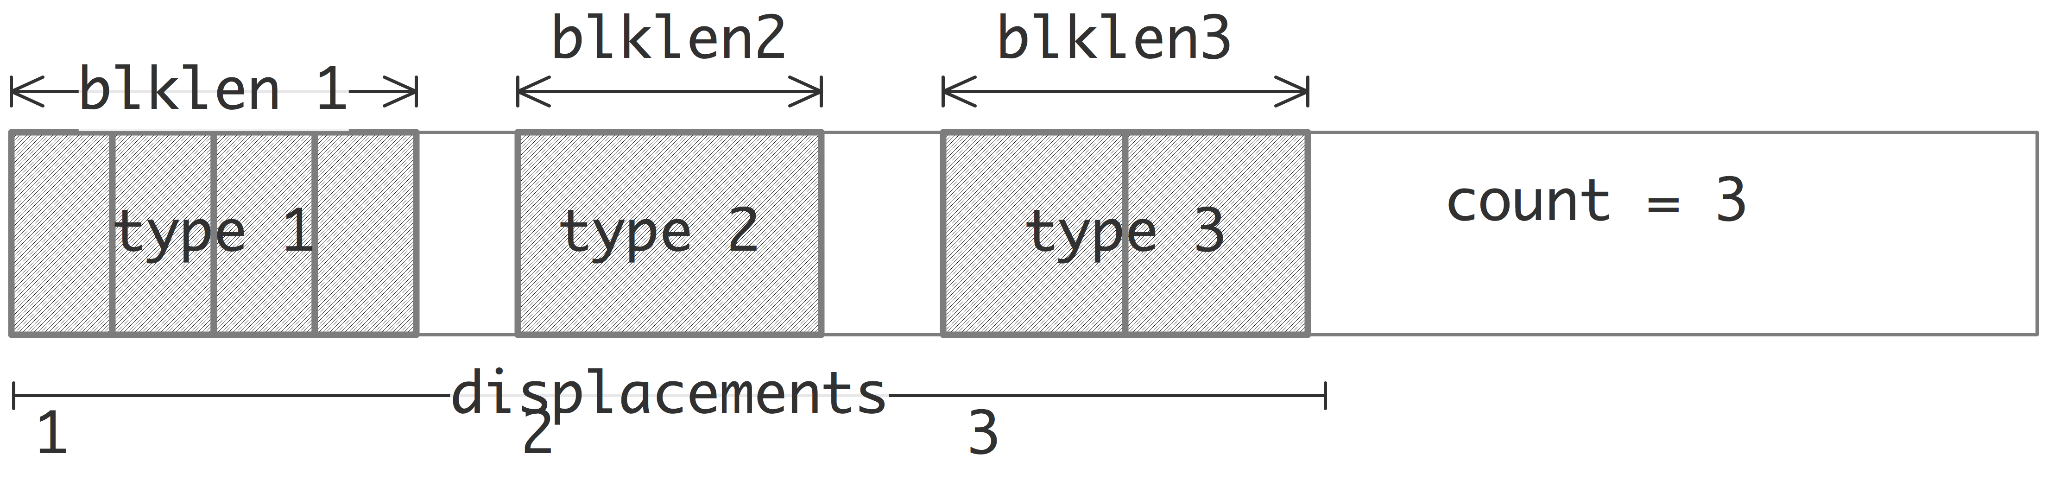 blklen 1
blklen2
blklen3
type 1
type 2
type 3
count = 3
displacements
1
2
3